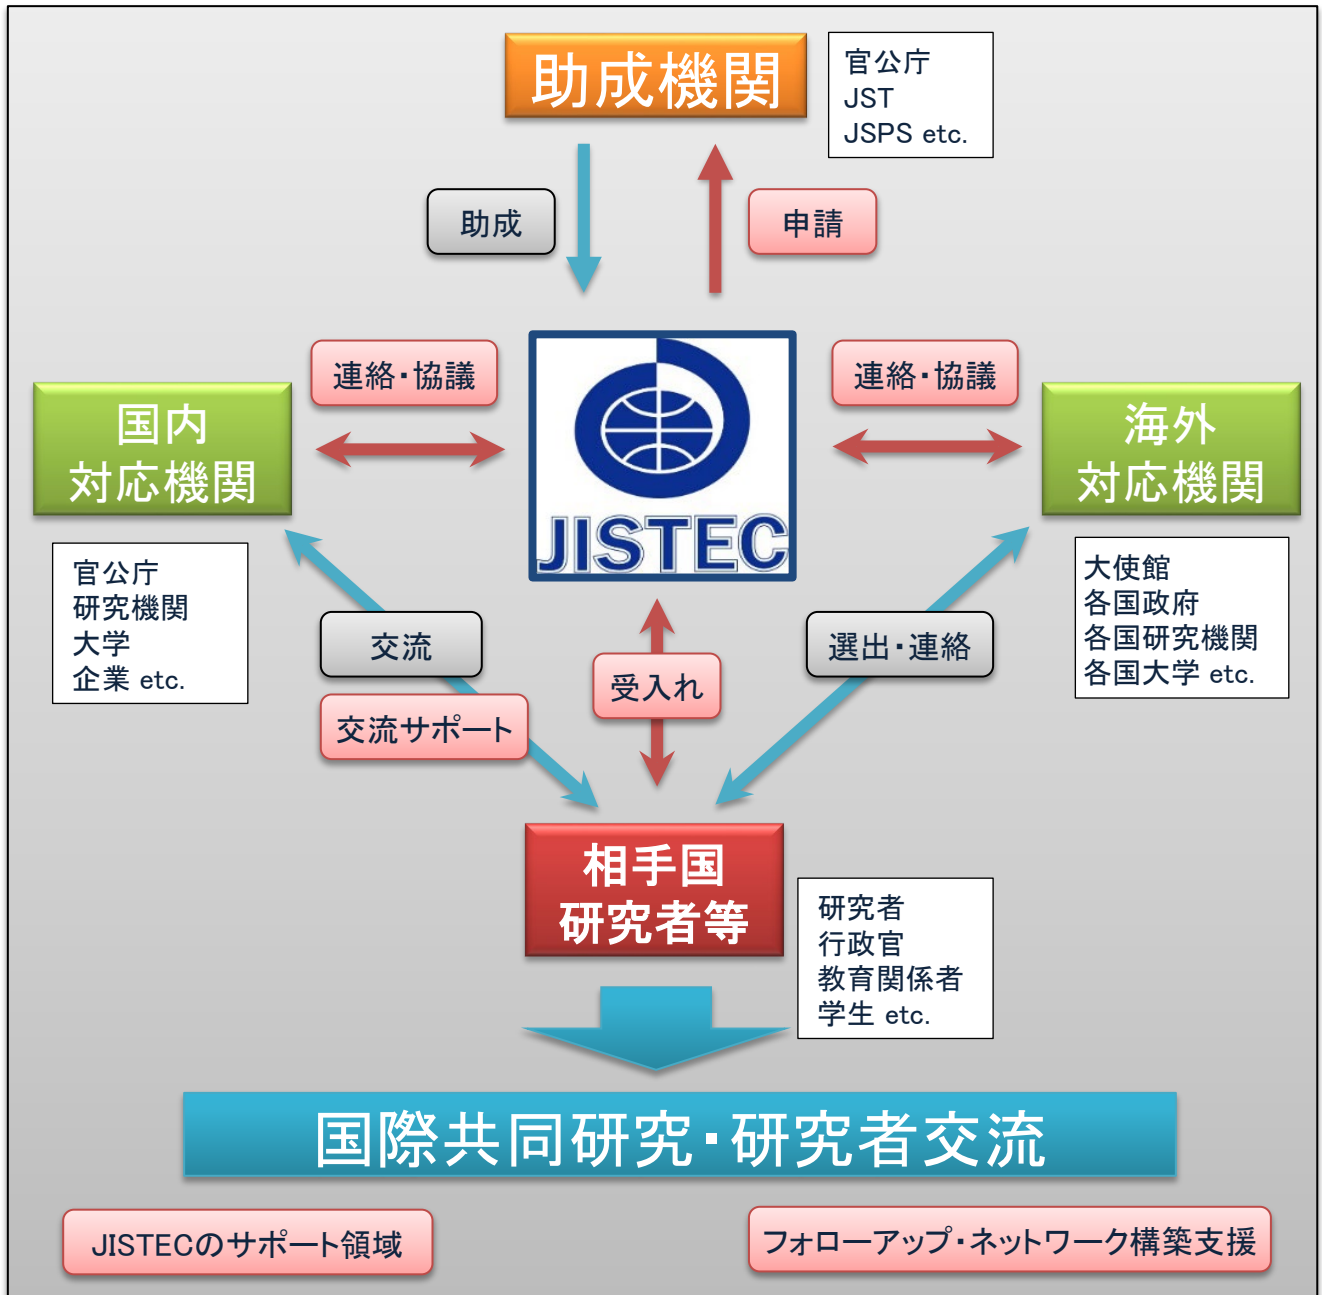 助成機関
官公庁
JST
JSPS etc.
助成
申請
連絡・協議
連絡・協議
国内
対応機関
JISTEC
海外
対応機関
官公庁
研究機関
大学
企業 etc.
大使館
各国政府
各国研究機関
各国大学 etc.
交流
選出・連絡
受入れ
交流サポート
相手国
研究者等
研究者
行政官
教育関係者
学生 etc.
国際共同研究・研究者交流
JISTECのサポート領域
フォローアップ・ネットワーク構築支援